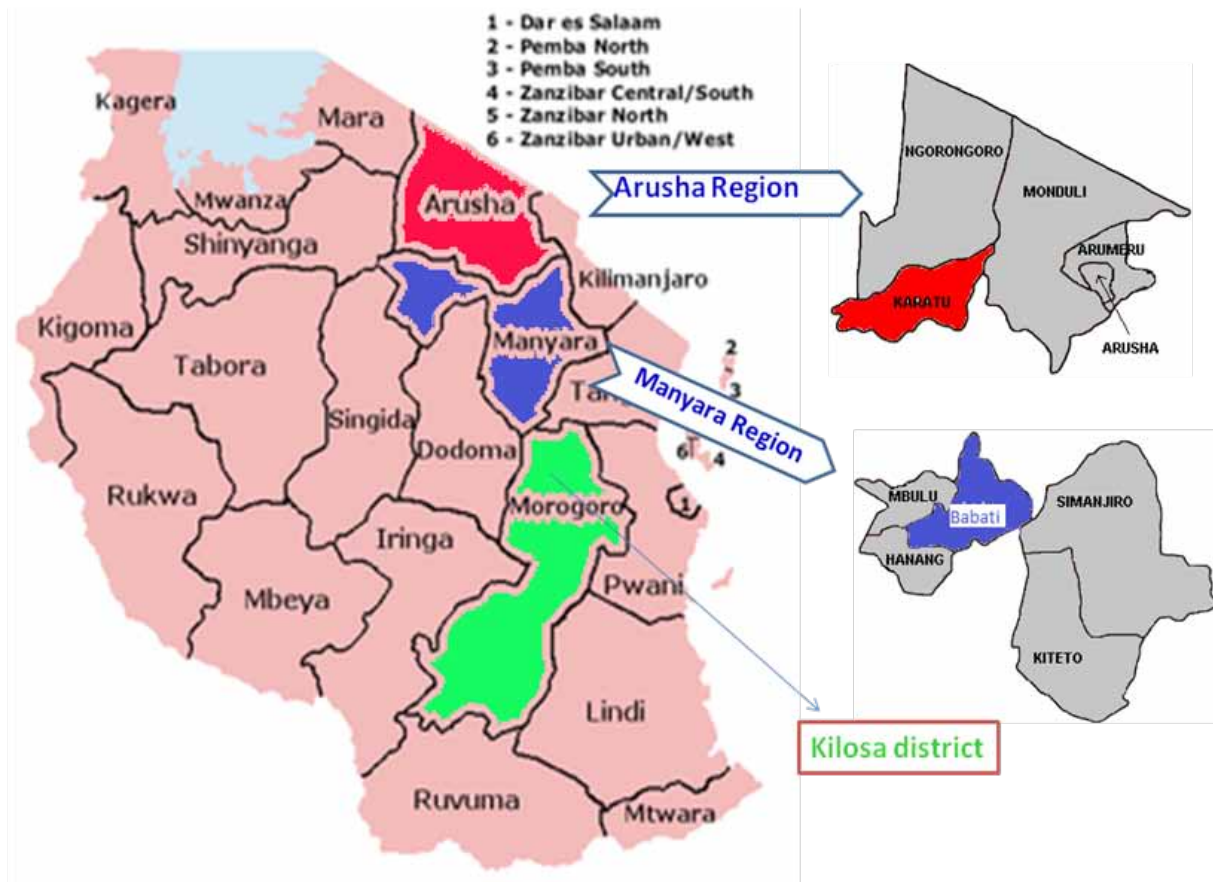 1 - Dar es Salaam
2 - Pemba North
3 - Pemba South
4 - Zanzibar Central/South
5 - Zanzibar North
6 - Zanzibar Urban/West
Kagera
Mara
Mwanza
Arusha
Shinyanga
Kilimanjaro
Kigoma
Manyara
Tabora
Singida
Dodoma
2
3
6
4
1
Rukwa
Morogoro
Iringa
Pwani
Mbeya
Lindi
Ruvuma
Mtwara
Arusha Region
NGORONGORO
MONDULI
ARUMERU
KARATU
ARUSHA
Manyara Region
MBULU
Babati
SIMANJIRO
HANANG
KITETO
Kilosa district